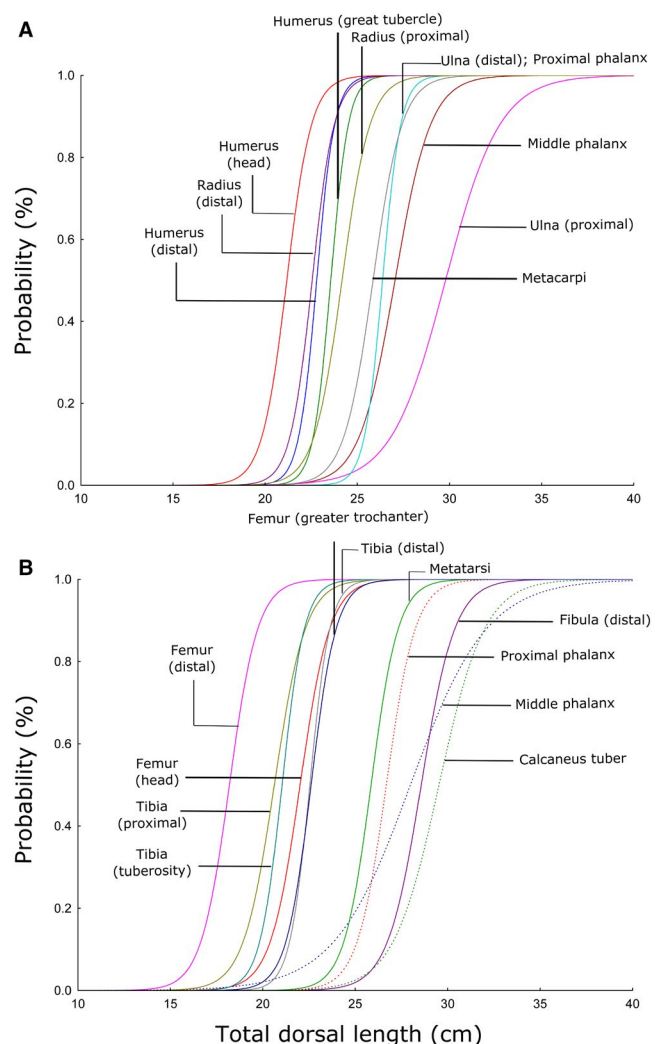 A
Humerus (great tubercle)
Radius (proximal)
Ulna (distal); Proximal phalanx
Humerus
(head)
Radius
(distal)
Humerus
(distal)
Middle phalanx
Ulna (proximal)
Metacarpi
Probability (%)
1.0
0.8
0.6
0.4
0.2
0.0
10 15 20 25 30 35 40
Femur (greater trochanter)
B
Tibia (distal)
Metatarsi
Fibula (distal)
Proximal phalanx
Femur
(distal)
Middle phalanx
Calcaneus tuber
Femur
(head)
Tibia
(proximal)
Tibia
(tuberosity)
Probability (%)
1.0
0.8
0.6
0.4
0.2
0.0
10 15 20 25 30 35 40
Total dorsal length (cm)